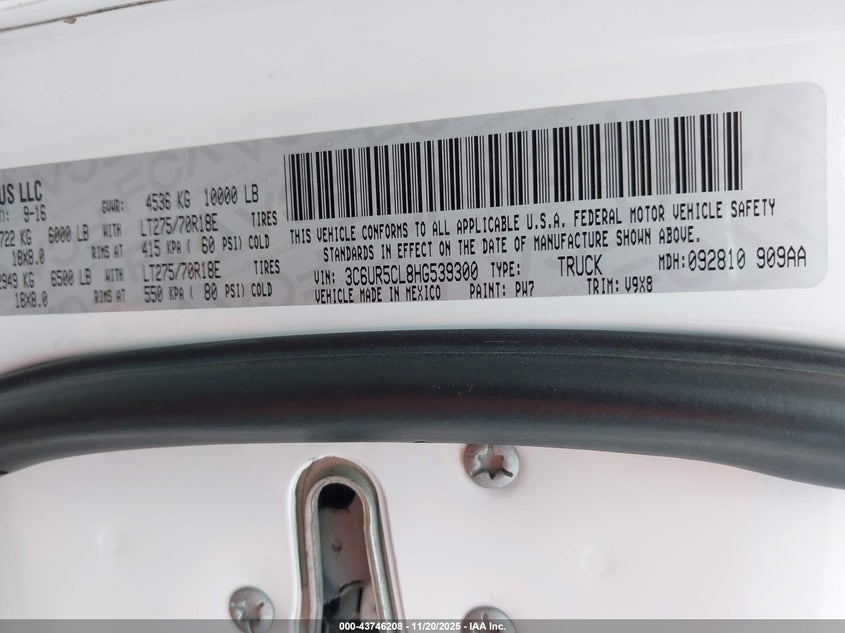 US LLC
9-16 GVWR: 4536 KG 10000 LB
722 KG 6000 LB WITH LT275/70R18E TIRES
18X8.0 RIMS AT 415 KPA ( 60 PSI) COLD
2949 KG 6500 LB WITH LT275/70R18E TIRES
18X8.0 RIMS AT 550 KPA ( 80 PSI) COLD
THIS VEHICLE CONFORMS TO ALL APPLICABLE U.S.A. FEDERAL MOTOR VEHICLE SAFETY
STANDARDS IN EFFECT ON THE DATE OF MANUFACTURE SHOWN ABOVE.
VIN: 3C6UR5CL8HG539300 TYPE: TRUCK MDH:092810 909AA
VEHICLE MADE IN MEXICO PAINT: PW7 TRIM: V9X8
000-43746208 - 11/20/2025 - IAA Inc.